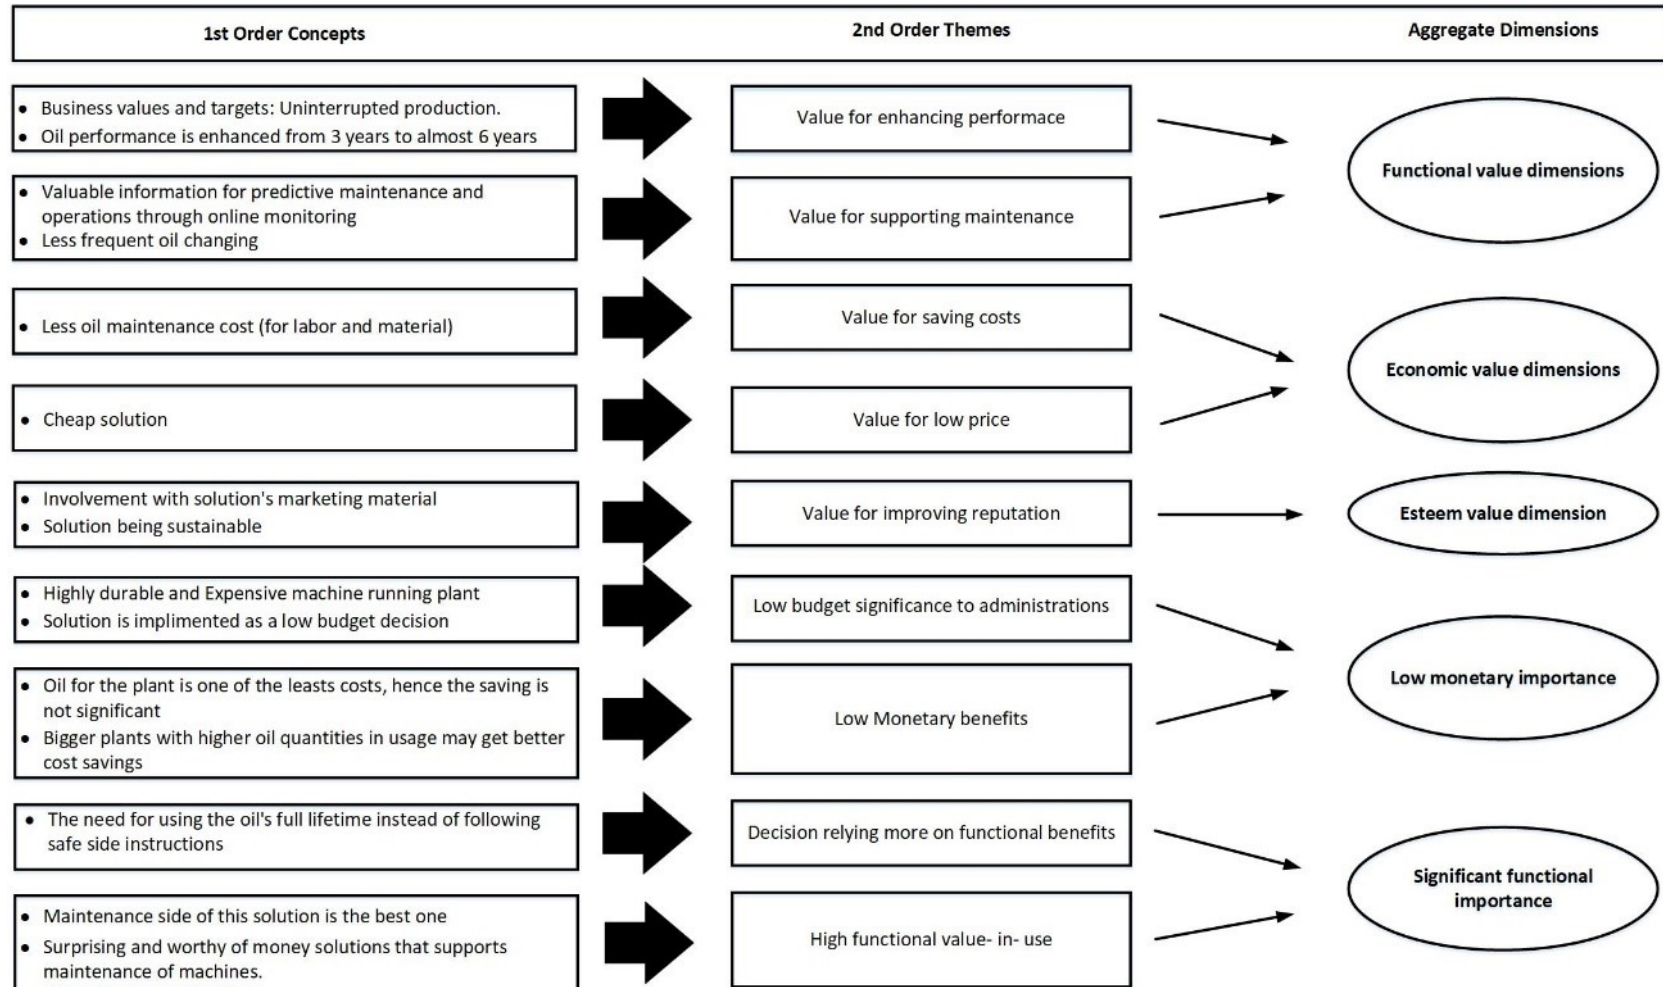 1st Order Concepts
2nd Order Themes
Aggregate Dimensions
• Business values and targets: Uninterrupted production.
• Oil performance is enhanced from 3 years to almost 6 years
Value for enhancing performace
Functional value dimensions
• Valuable information for predictive maintenance and
operations through online monitoring
• Less frequent oil changing
Value for supporting maintenance
• Less oil maintenance cost (for labor and material)
Value for saving costs
Economic value dimensions
• Cheap solution
Value for low price
• Involvement with solution's marketing material
• Solution being sustainable
Value for improving reputation
Esteem value dimension
• Highly durable and Expensive machine running plant
• Solution is implimented as a low budget decision
Low budget significance to administrations
Low monetary importance
• Oil for the plant is one of the leasts costs, hence the saving is
not significant
• Bigger plants with higher oil quantities in usage may get better
cost savings
Low Monetary benefits
• The need for using the oil's full lifetime instead of following
safe side instructions
Decision relying more on functional benefits
Significant functional
importance
• Maintenance side of this solution is the best one
• Surprising and worthy of money solutions that supports
maintenance of machines.
High functional value- in- use